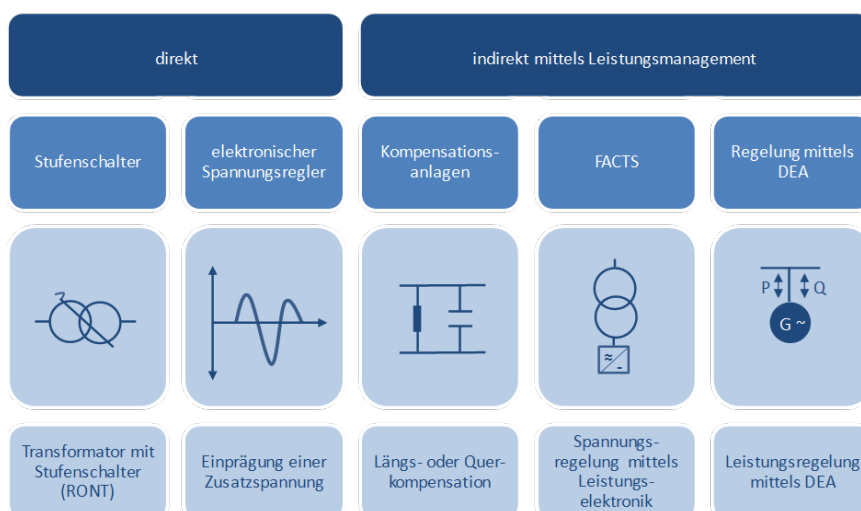 direkt
indirekt mittels Leistungsmanagement
Stufenschalter
elektronischer
Spannungsregler
Kompensations-
anlagen
FACTS
Regelung mittels
DEA
P
Q
G ~
≈
-
Transformator mit
Stufenschalter
(RONT)
Einprägung einer
Zusatzspannung
Längs- oder Quer-
kompensation
Spannungs-
regelung mittels
Leistungs-
elektronik
Leistungsregelung
mittels DEA